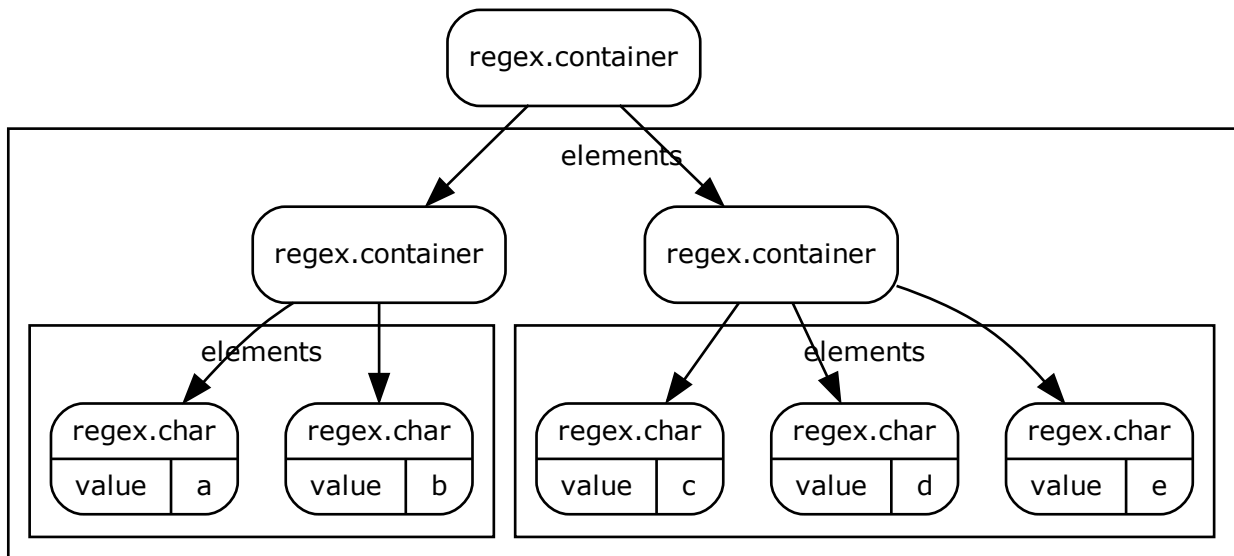 regex.container
elements
regex.container
regex.container
elements
elements
regex.char
regex.char
regex.char
regex.char
regex.char
value a
value b
value c
value d
value e